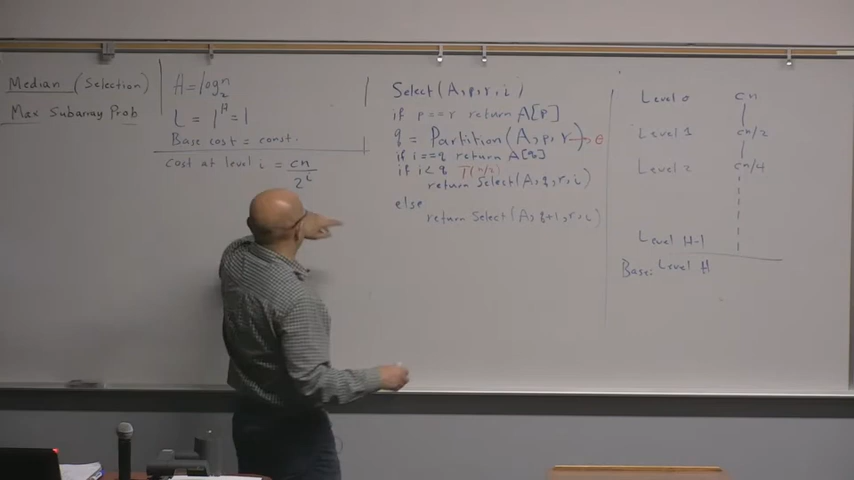 Median (Selection)
Max Subarray Prob
H = log₂ⁿ
L = 1ᴴ = 1
Base cost = const.
Cost at level i = cn / 2ⁱ
Select(A,p,r,i)
if p==r return A[p]
q = Partition(A,p,r) → Θ
if i==q return A[q]
if i<q T(n/2)
return Select(A,q,r,i)
else
return Select(A,q+1,r,i)
Level 0 cn
Level 1 cn/2
Level 2 cn/4
Level H-1
Base: Level H